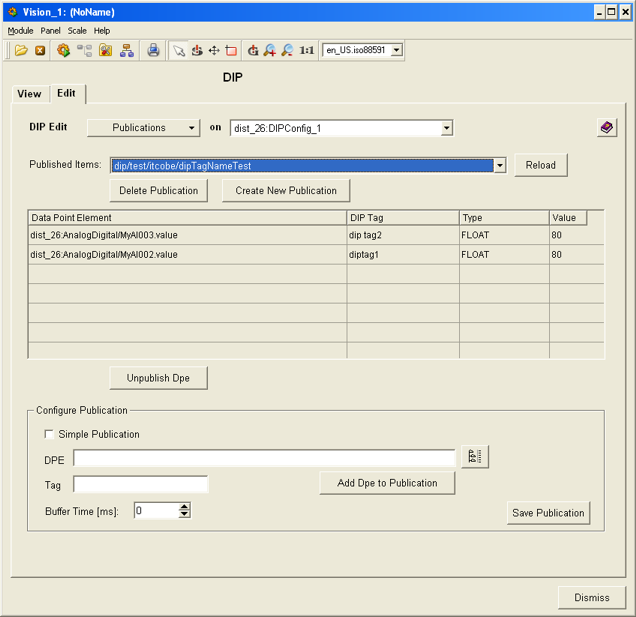 Vision_1: (NoName)
Module Panel Scale Help
1:1 en_US.iso88591
DIP
View Edit
DIP Edit Publications on dist_26:DIPConfig_1
Published Items: dip/test/itcobe/dipTagNameTest Reload
Delete Publication Create New Publication
Data Point Element DIP Tag Type Value
dist_26:AnalogDigital/MyAI003.value dip tag2 FLOAT 80
dist_26:AnalogDigital/MyAI002.value diptag1 FLOAT 80
Unpublish Dpe
Configure Publication
Simple Publication
DPE
Tag Add Dpe to Publication
Buffer Time [ms]: 0 Save Publication
Dismiss